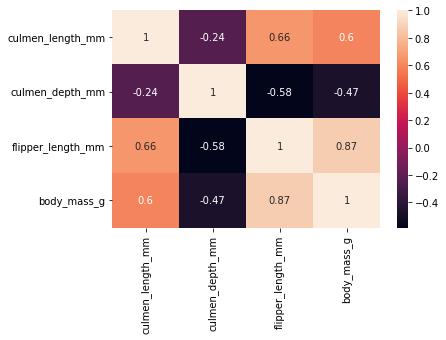 culmen_length_mm 1 -0.24 0.66 0.6
culmen_depth_mm -0.24 1 -0.58 -0.47
flipper_length_mm 0.66 -0.58 1 0.87
body_mass_g 0.6 -0.47 0.87 1
culmen_length_mm
culmen_depth_mm
flipper_length_mm
body_mass_g
1.0
0.8
0.6
0.4
0.2
0.0
−0.2
−0.4